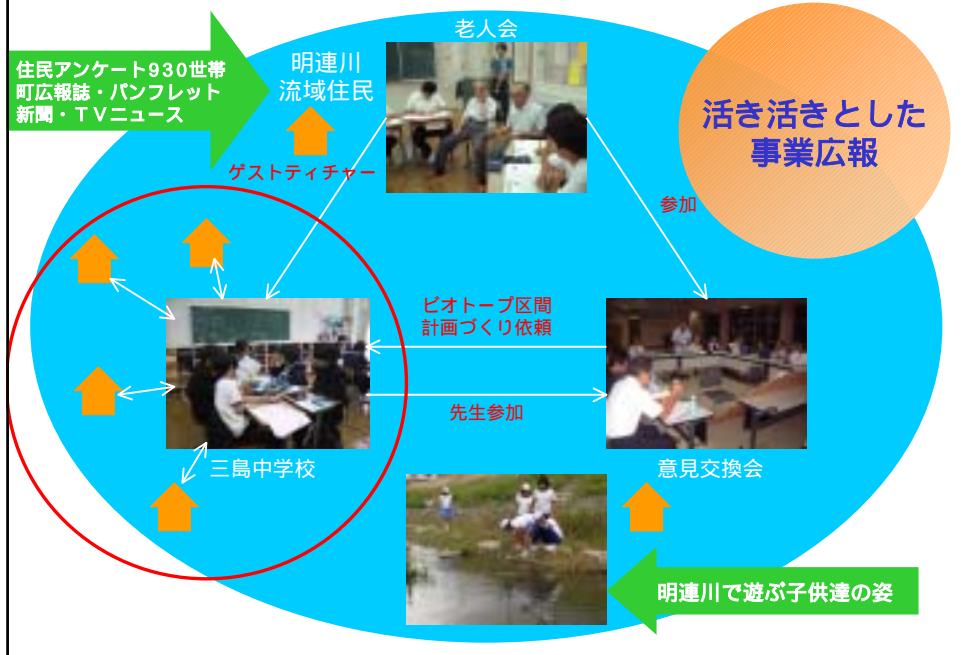 老人会
住民アンケート930世帯
町広報誌・パンフレット
新聞・ＴＶニュース
明連川
流域住民
活き活きとした
事業広報
ゲストティチャー
参加
ビオトープ区間
計画づくり依頼
先生参加
三島中学校
意見交換会
明連川で遊ぶ子供達の姿